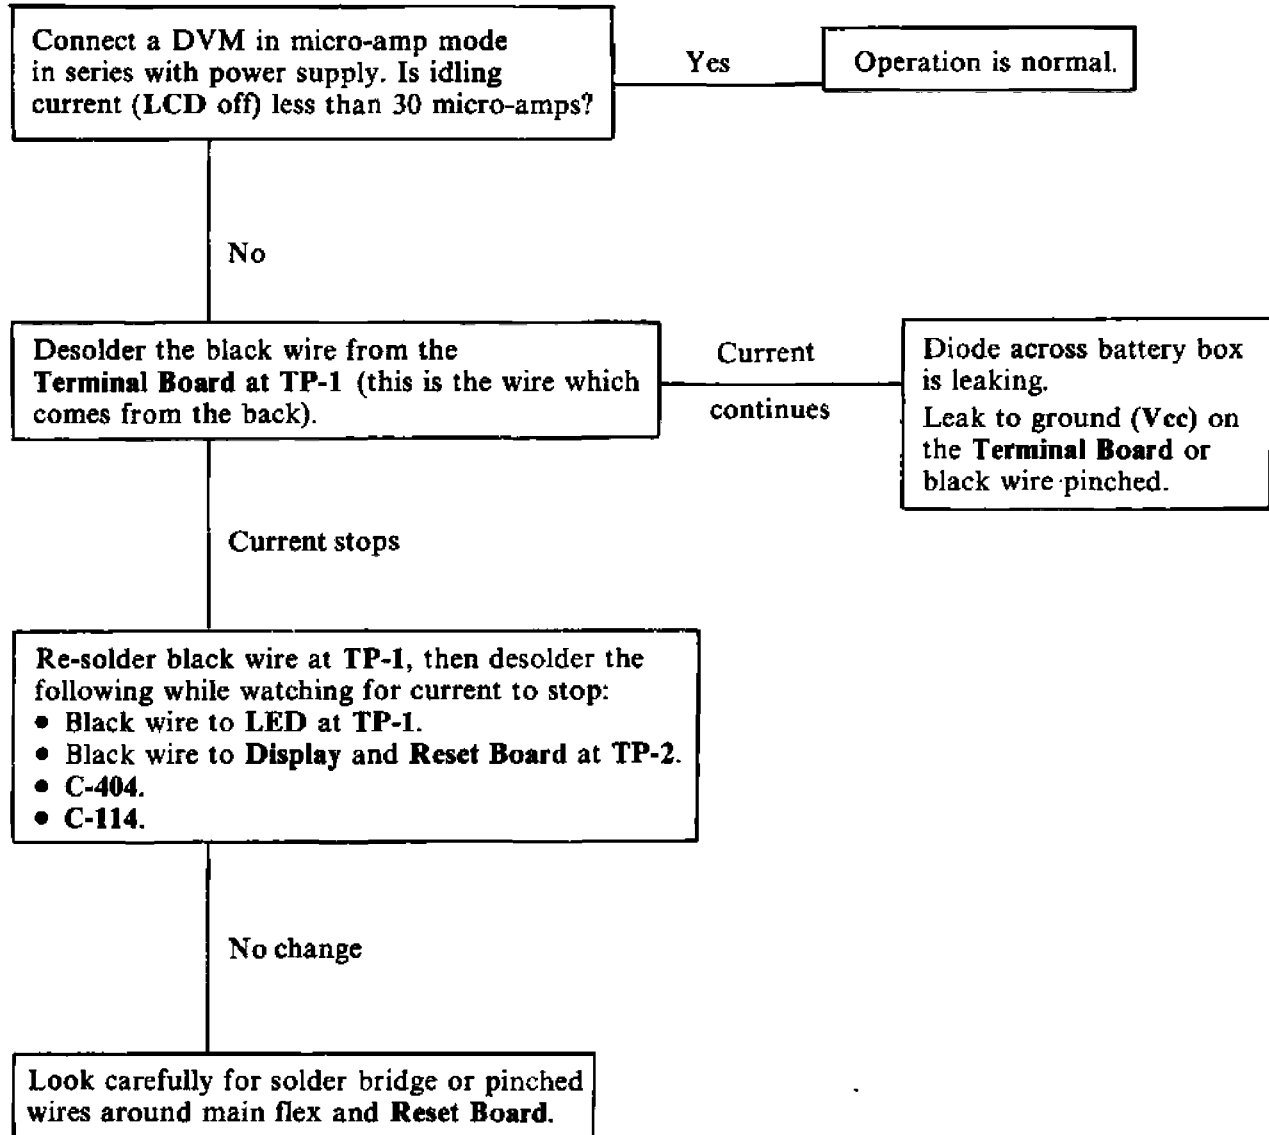 Connect a DVM in micro-amp mode
in series with power supply. Is idling
current (LCD off) less than 30 micro-amps?
Yes
Operation is normal.
No
Desolder the black wire from the
Terminal Board at TP-1 (this is the wire which
comes from the back).
Current
continues
Diode across battery box
is leaking.
Leak to ground (Vcc) on
the Terminal Board or
black wire pinched.
Current stops
Re-solder black wire at TP-1, then desolder the
following while watching for current to stop:
• Black wire to LED at TP-1.
• Black wire to Display and Reset Board at TP-2.
• C-404.
• C-114.
No change
Look carefully for solder bridge or pinched
wires around main flex and Reset Board.